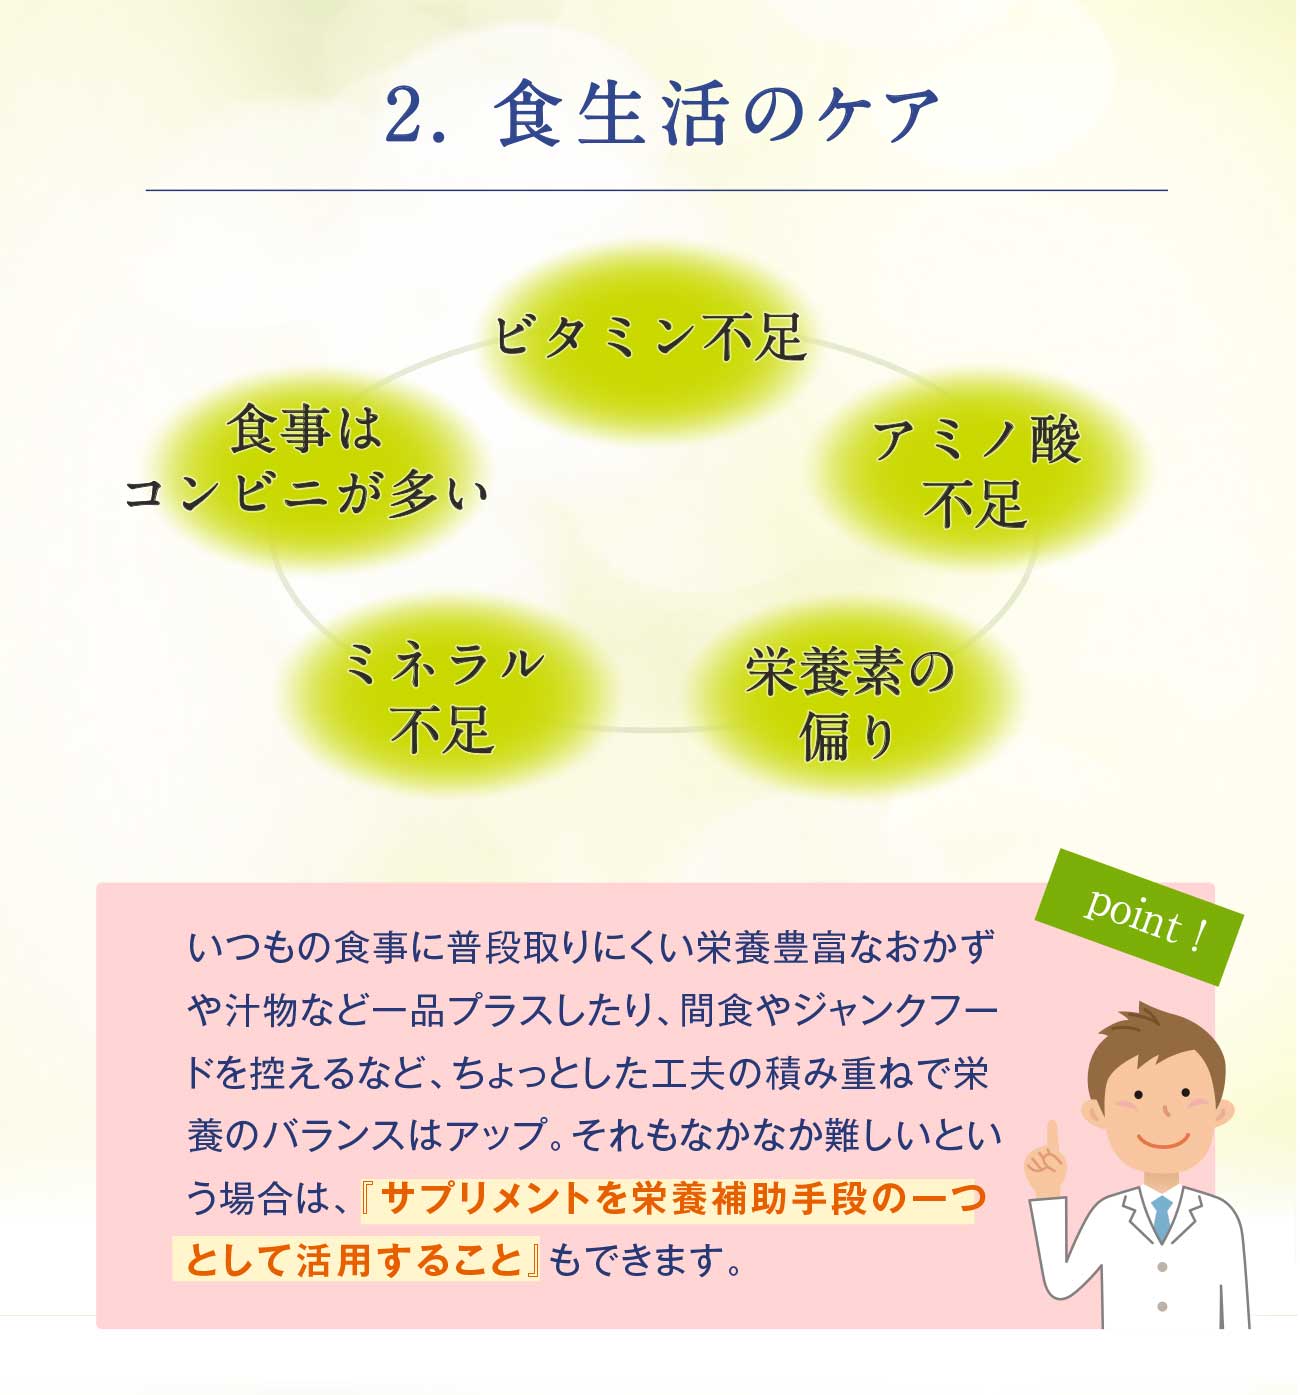 2. 食生活のケア
ビタミン不足
食事は
コンビニが多い
アミノ酸
不足
ミネラル
不足
栄養素の
偏り
point！
いつもの食事に普段取りにくい栄養豊富なおかず
や汁物など一品プラスしたり、間食やジャンクフー
ドを控えるなど、ちょっとした工夫の積み重ねで栄
養のバランスはアップ。それもなかなか難しいとい
う場合は、『サプリメントを栄養補助手段の一つ
として活用すること』もできます。